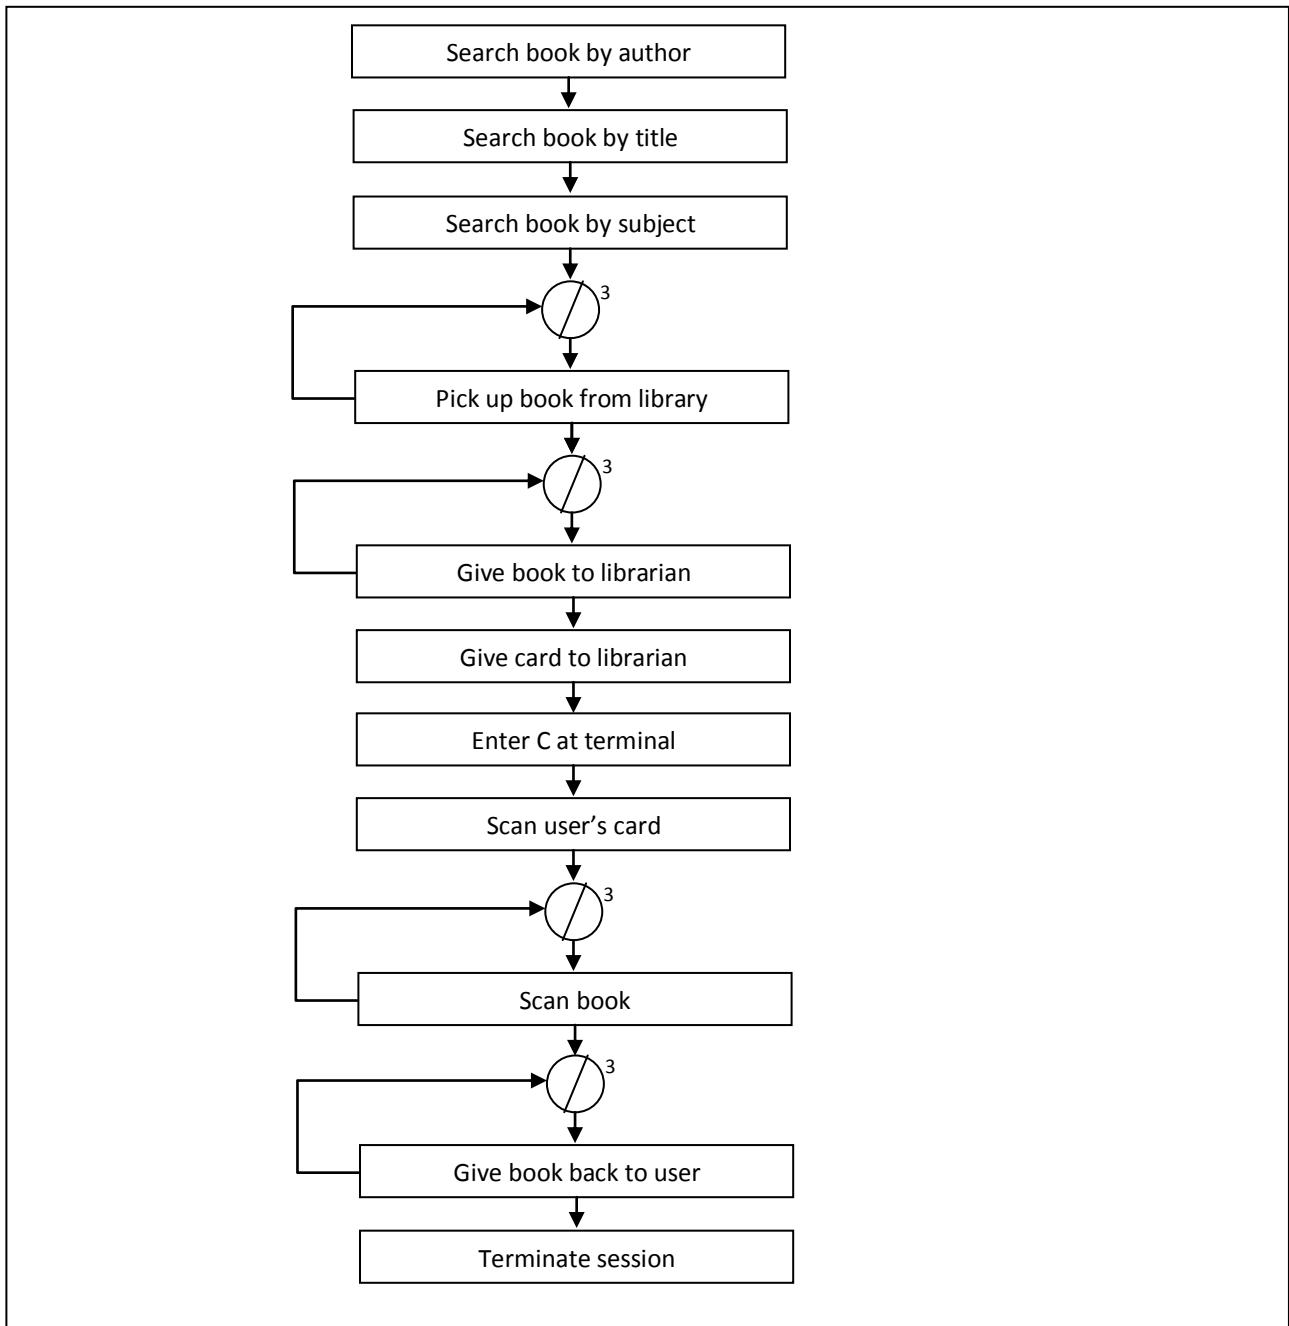 Search book by author
Search book by title
Search book by subject
3
Pick up book from library
3
Give book to librarian
Give card to librarian
Enter C at terminal
Scan user’s card
3
Scan book
3
Give book back to user
Terminate session